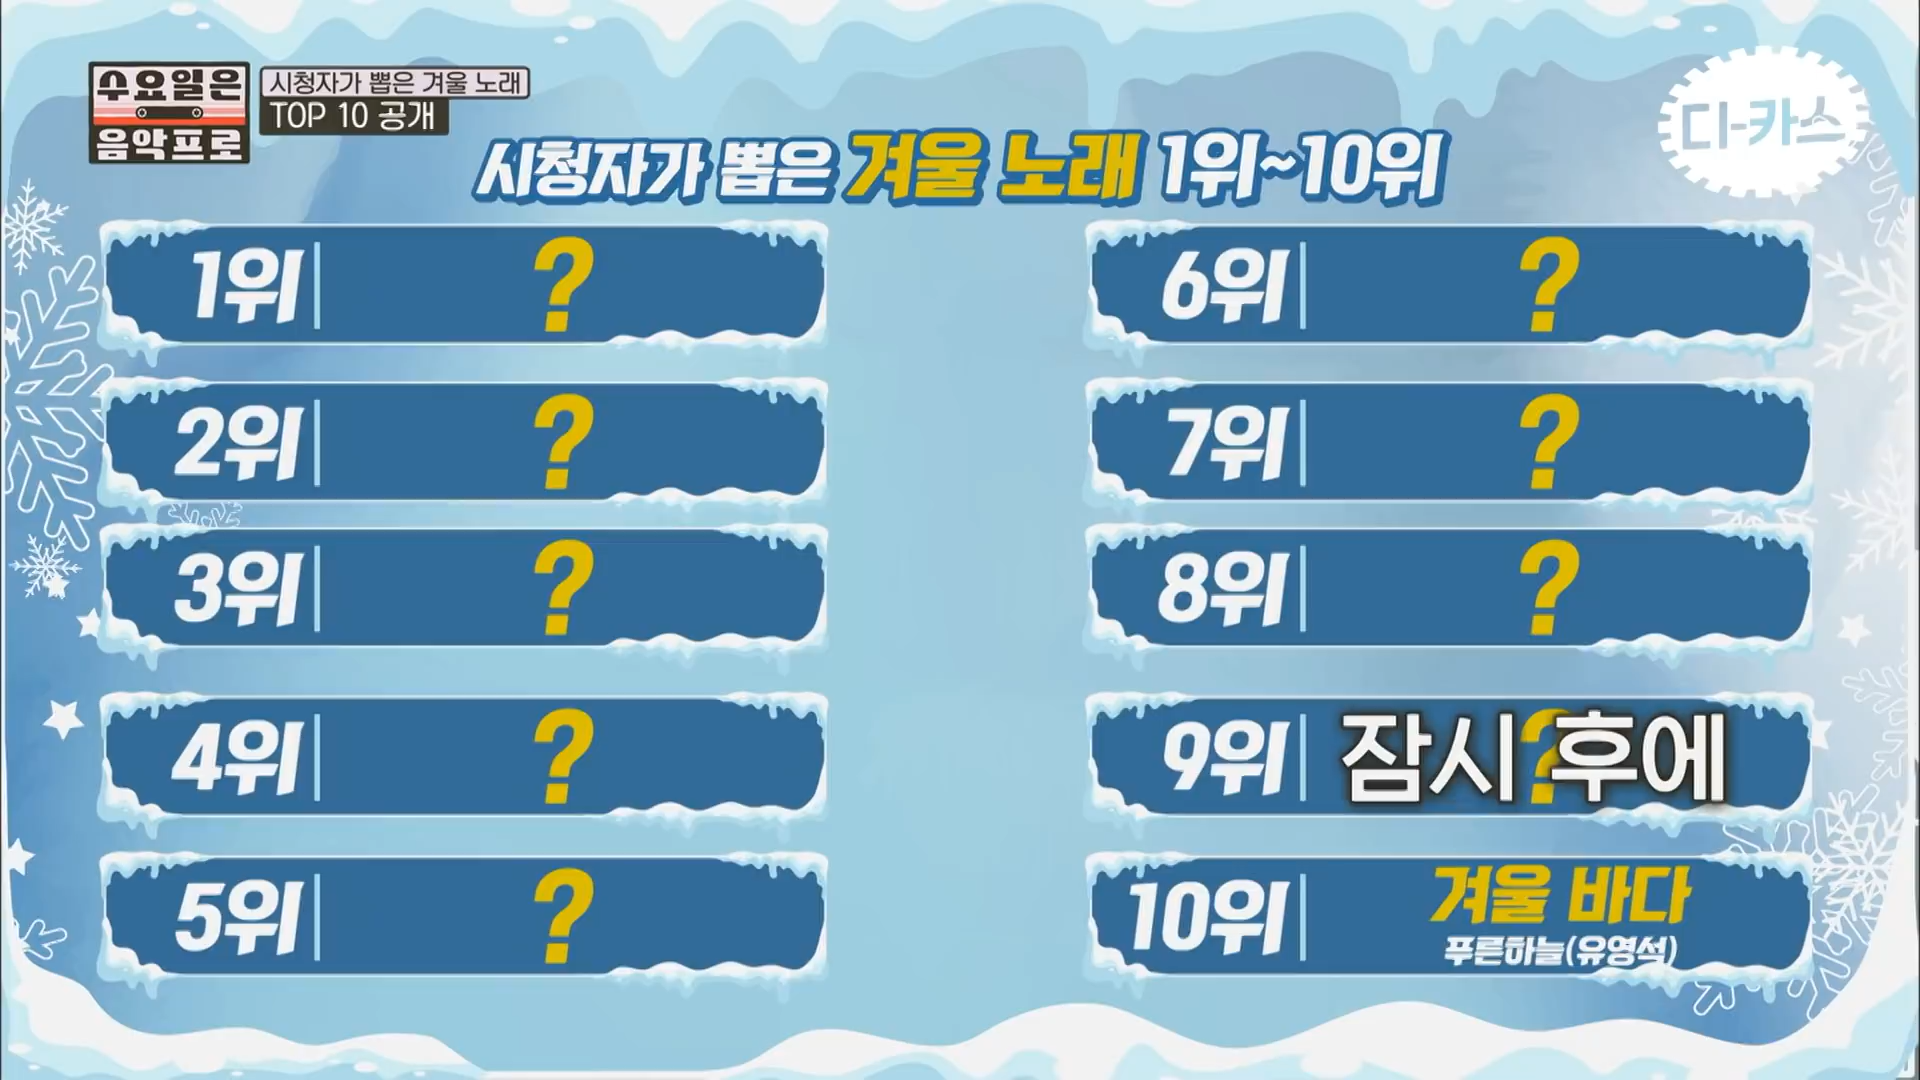 수요일은
음악프로
시청자가 뽑은 겨울 노래
TOP 10 공개
디-카스
시청자가 뽑은 겨울 노래 1위~10위
1위 ?
2위 ?
3위 ?
4위 ?
5위 ?
6위 ?
7위 ?
8위 ?
9위 ? 잠시 후에
10위 겨울 바다
푸른하늘(유영석)